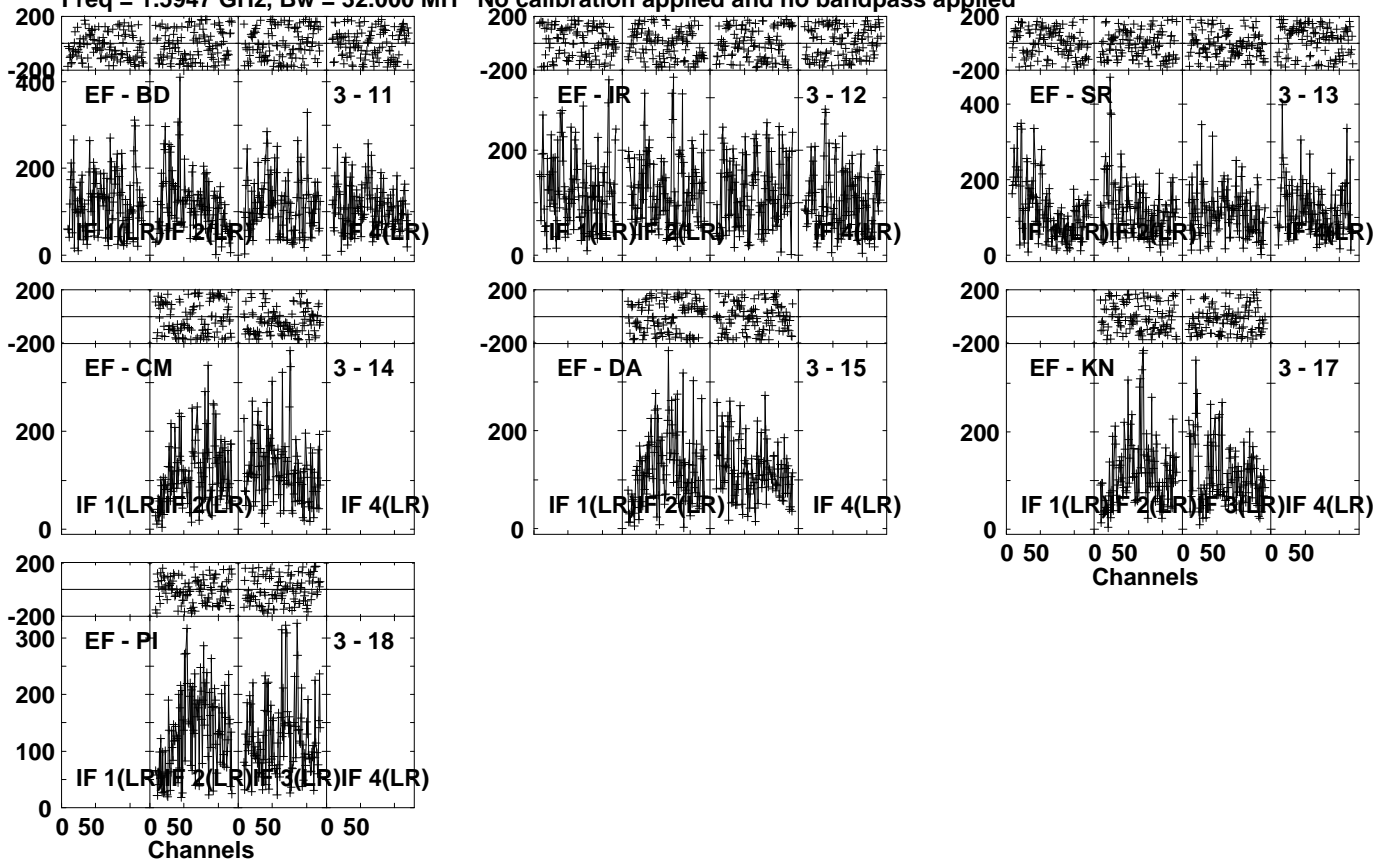 Freq = 1.5947 GHz, Bw = 32.000 MH No calibration applied and no bandpass applied
200
-200
EF - BD 3 - 11
400
200
0
IF 1(LR) IF 2(LR) IF 4(LR)
200
-200
EF - IR 3 - 12
200
0
IF 1(LR) IF 2(LR) IF 4(LR)
200
-200
EF - SR 3 - 13
400
200
0
IF 1(LR) IF 2(LR) IF 4(LR)
200
-200
EF - CM 3 - 14
200
0
IF 1(LR) IF 2(LR) IF 4(LR)
200
-200
EF - DA 3 - 15
200
0
IF 1(LR) IF 2(LR) IF 4(LR)
200
-200
EF - KN 3 - 17
200
0
IF 1(LR) IF 2(LR) IF 3(LR) IF 4(LR)
0 50 0 50 0 50 0 50
Channels
200
-200
EF - PI 3 - 18
300
200
100
0
IF 1(LR) IF 2(LR) IF 3(LR) IF 4(LR)
0 50 0 50 0 50 0 50
Channels